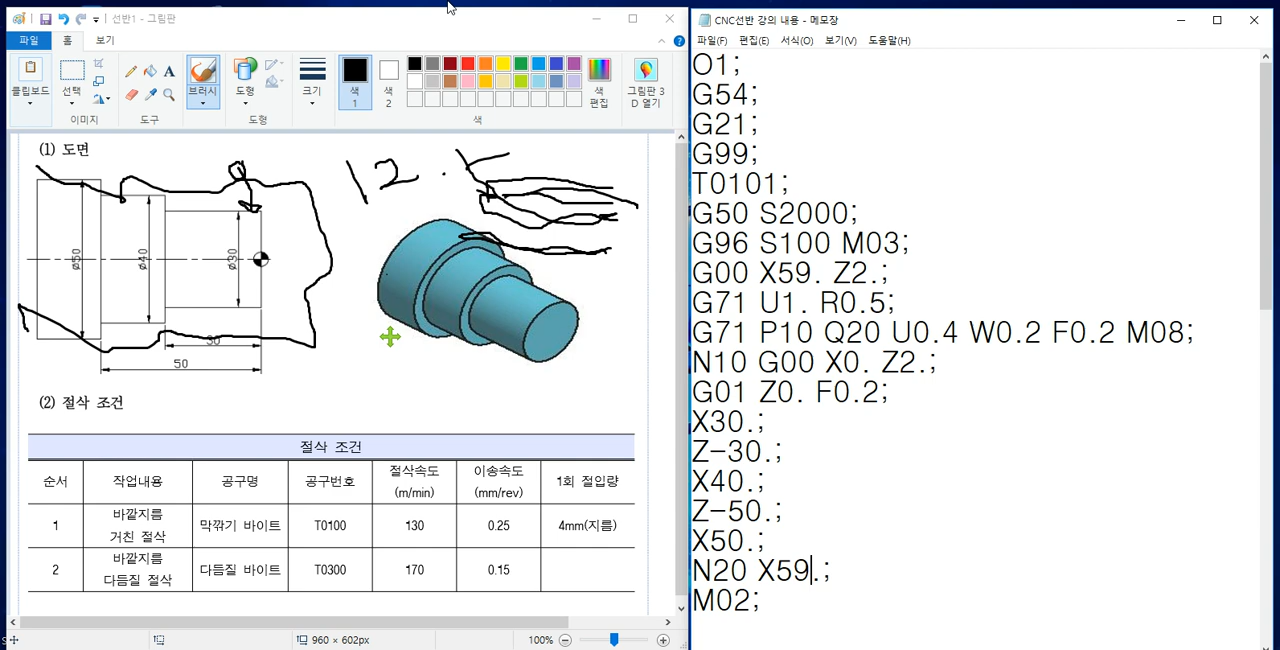 선반1 - 그림판
파일 홈 보기
클립보드 선택 브러시 도형 크기 색 1 색 2 색 편집 그림판 3D 열기
이미지 도구 도형 색
(1) 도면
12.5
ø50 ø40 ø30
30
50
(2) 절삭 조건
절삭 조건
순서 작업내용 공구명 공구번호 절삭속도 (m/min) 이송속도 (mm/rev) 1회 절입량
1 바깥지름 거친 절삭 막깎기 바이트 T0100 130 0.25 4mm(지름)
2 바깥지름 다듬질 절삭 다듬질 바이트 T0300 170 0.15
960 × 602px 100%
CNC선반 강의 내용 - 메모장
파일(F) 편집(E) 서식(O) 보기(V) 도움말(H)
O1;
G54;
G21;
G99;
T0101;
G50 S2000;
G96 S100 M03;
G00 X59. Z2.;
G71 U1. R0.5;
G71 P10 Q20 U0.4 W0.2 F0.2 M08;
N10 G00 X0. Z2.;
G01 Z0. F0.2;
X30.;
Z-30.;
X40.;
Z-50.;
X50.;
N20 X59.;
M02;